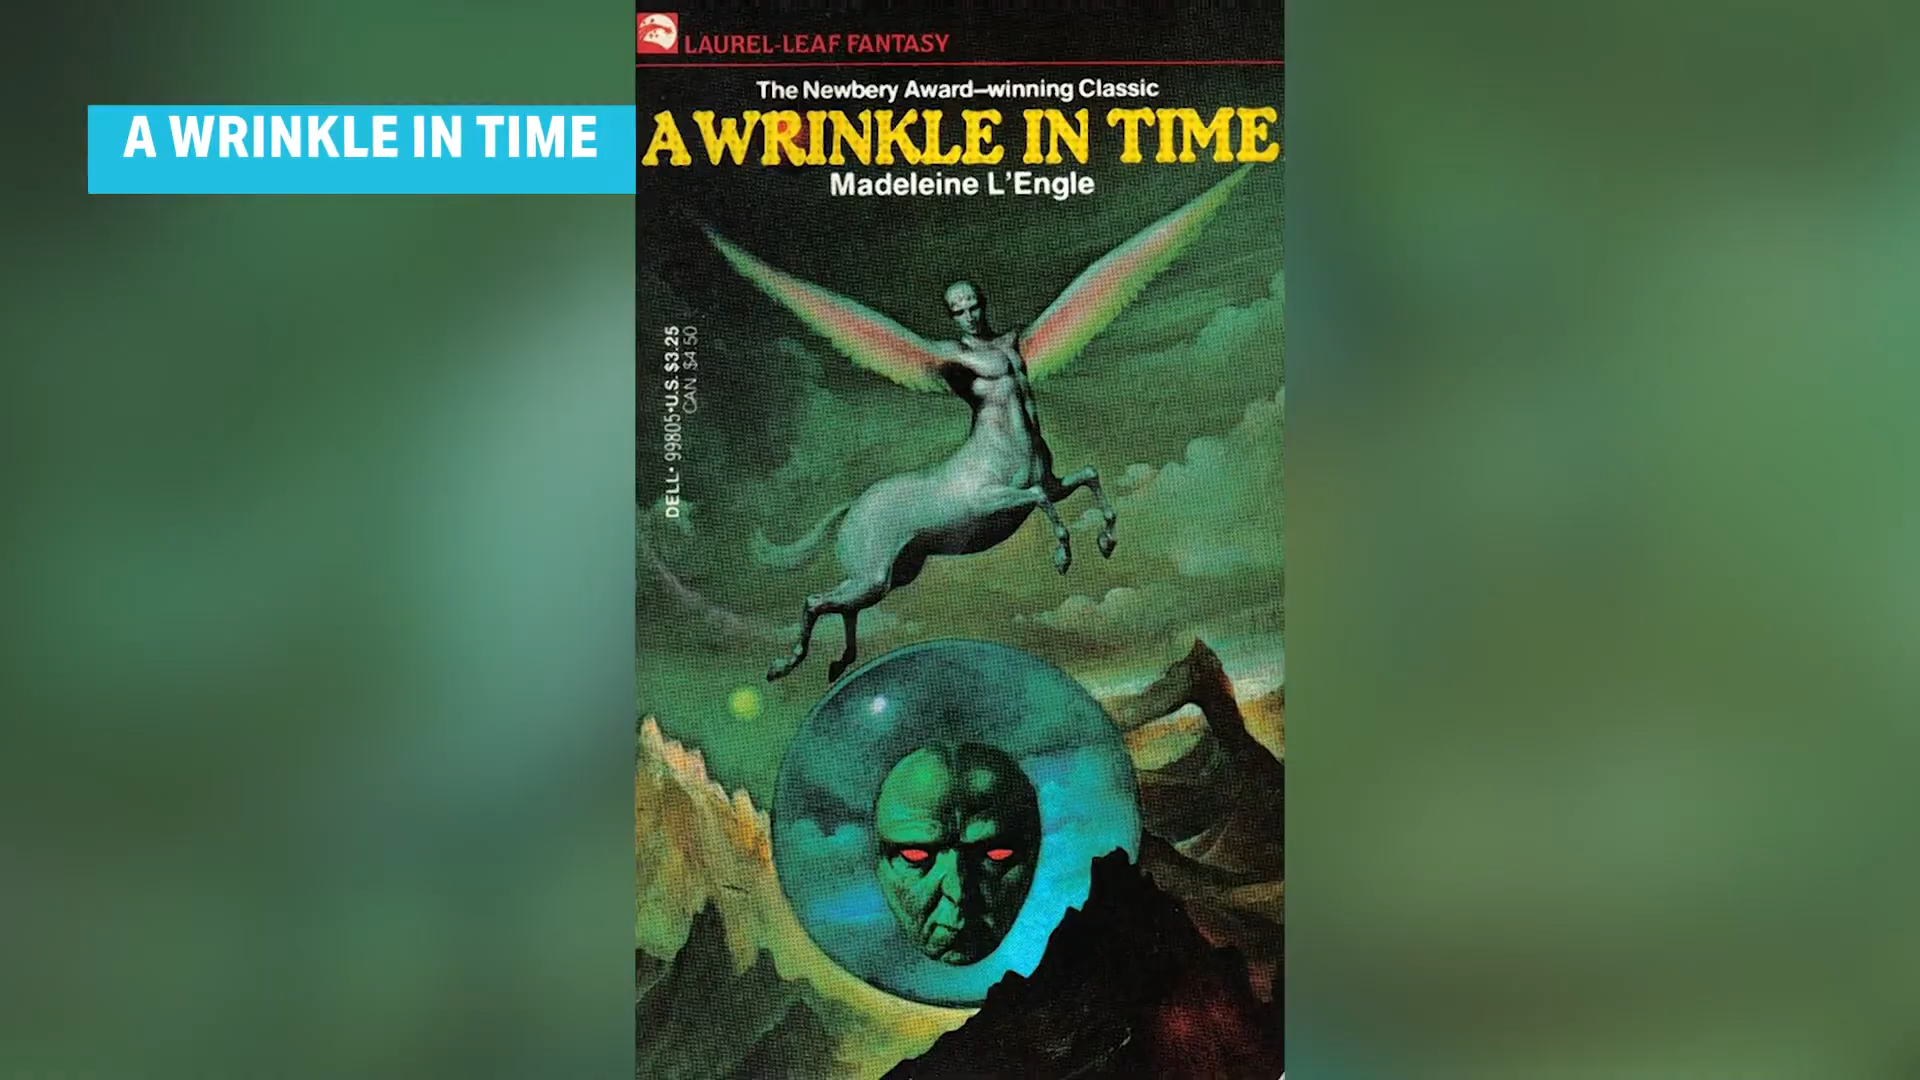 A WRINKLE IN TIME
LAUREL-LEAF FANTASY
The Newbery Award–winning Classic
A WRINKLE IN TIME
Madeleine L'Engle
DELL • 99805 • U.S. $3.25
CAN. $4.50